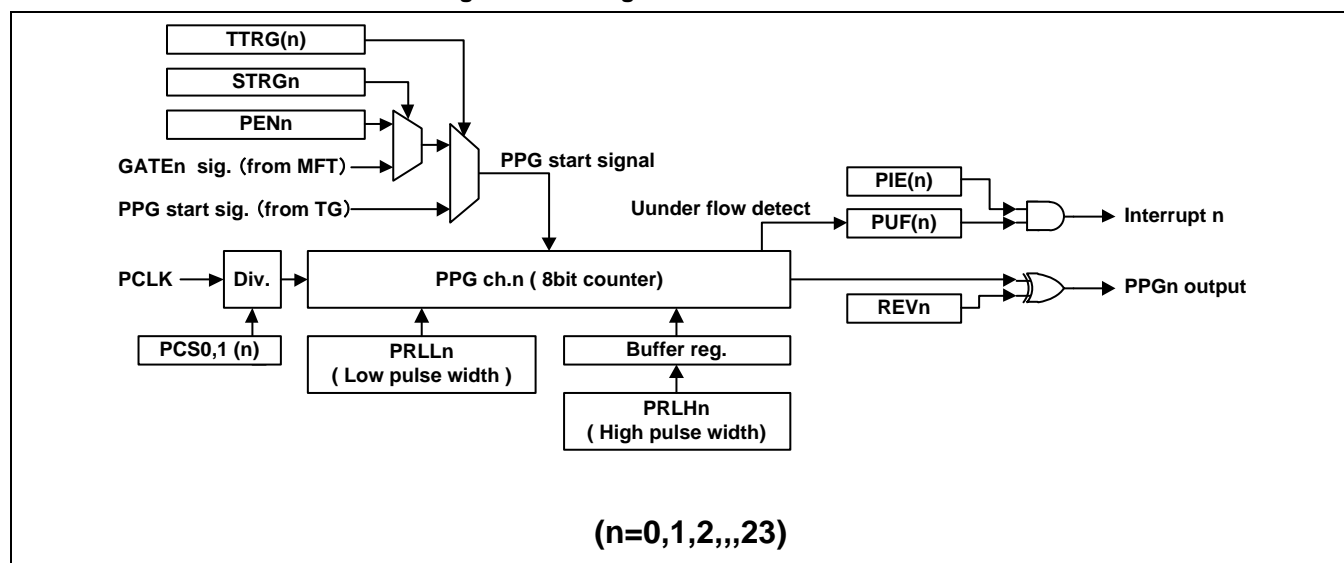 TTRG(n)
STRGn
PENn
GATEn sig. (from MFT)
PPG start sig. (from TG)
PPG start signal
Uunder flow detect
PIE(n)
PUF(n)
Interrupt n
PCLK
Div.
PPG ch.n ( 8bit counter)
REVn
PPGn output
PCS0,1 (n)
PRLLn
( Low pulse width )
Buffer reg.
PRLHn
( High pulse width)
(n=0,1,2,,,23)